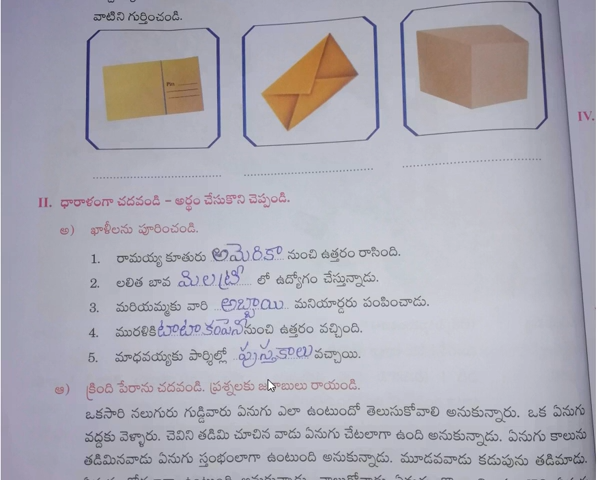 వాటిని గుర్తించండి.
II. ధారాళంగా చదవండి - అర్థం చేసుకొని చెప్పండి.
అ) ఖాళీలను పూరించండి.
1. రామయ్య కూతురు అమెరికా నుంచి ఉత్తరం రాసింది.
2. లలిత బావ మిలట్రీ లో ఉద్యోగం చేస్తున్నాడు.
3. మరియమ్మకు వారి అబ్బాయి మనియార్డరు పంపించాడు.
4. మురళికి టాటా కంపెనీ నుంచి ఉత్తరం వచ్చింది.
5. మాధవయ్యకు పార్శిల్లో పుస్తకాలు వచ్చాయి.
ఆ) క్రింది పేరాను చదవండి. ప్రశ్నలకు జవాబులు రాయండి.
ఒకసారి నలుగురు గుడ్డివారు ఏనుగు ఎలా ఉంటుందో తెలుసుకోవాలి అనుకున్నారు. ఒక ఏనుగు
వద్దకు వెళ్ళారు. చెవిని తడిమి చూచిన వాడు ఏనుగు చేటలాగా ఉంది అనుకున్నాడు. ఏనుగు కాలును
తడిమినవాడు ఏనుగు స్తంభంలాగా ఉంటుంది అనుకున్నాడు. మూడవవాడు కడుపును తడిమాడు.
IV.